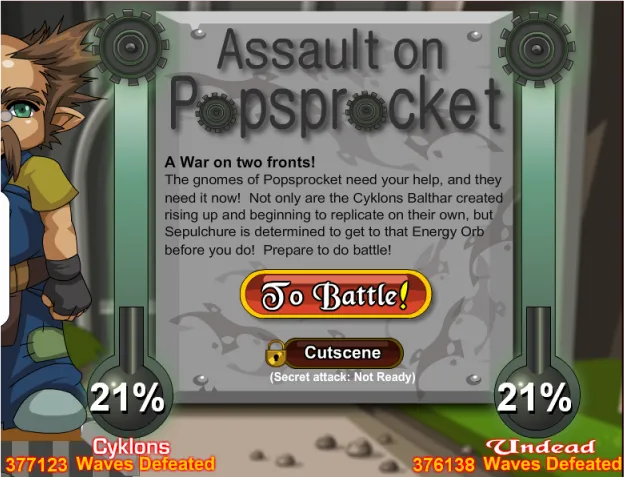 Assault on
Popsprocket
A War on two fronts!
The gnomes of Popsprocket need your help, and they
need it now! Not only are the Cyklons Balthar created
rising up and beginning to replicate on their own, but
Sepulchure is determined to get to that Energy Orb
before you do! Prepare to do battle!
To Battle!
Cutscene
(Secret attack: Not Ready)
21%
21%
Cyklons
Undead
377123 Waves Defeated
376138 Waves Defeated